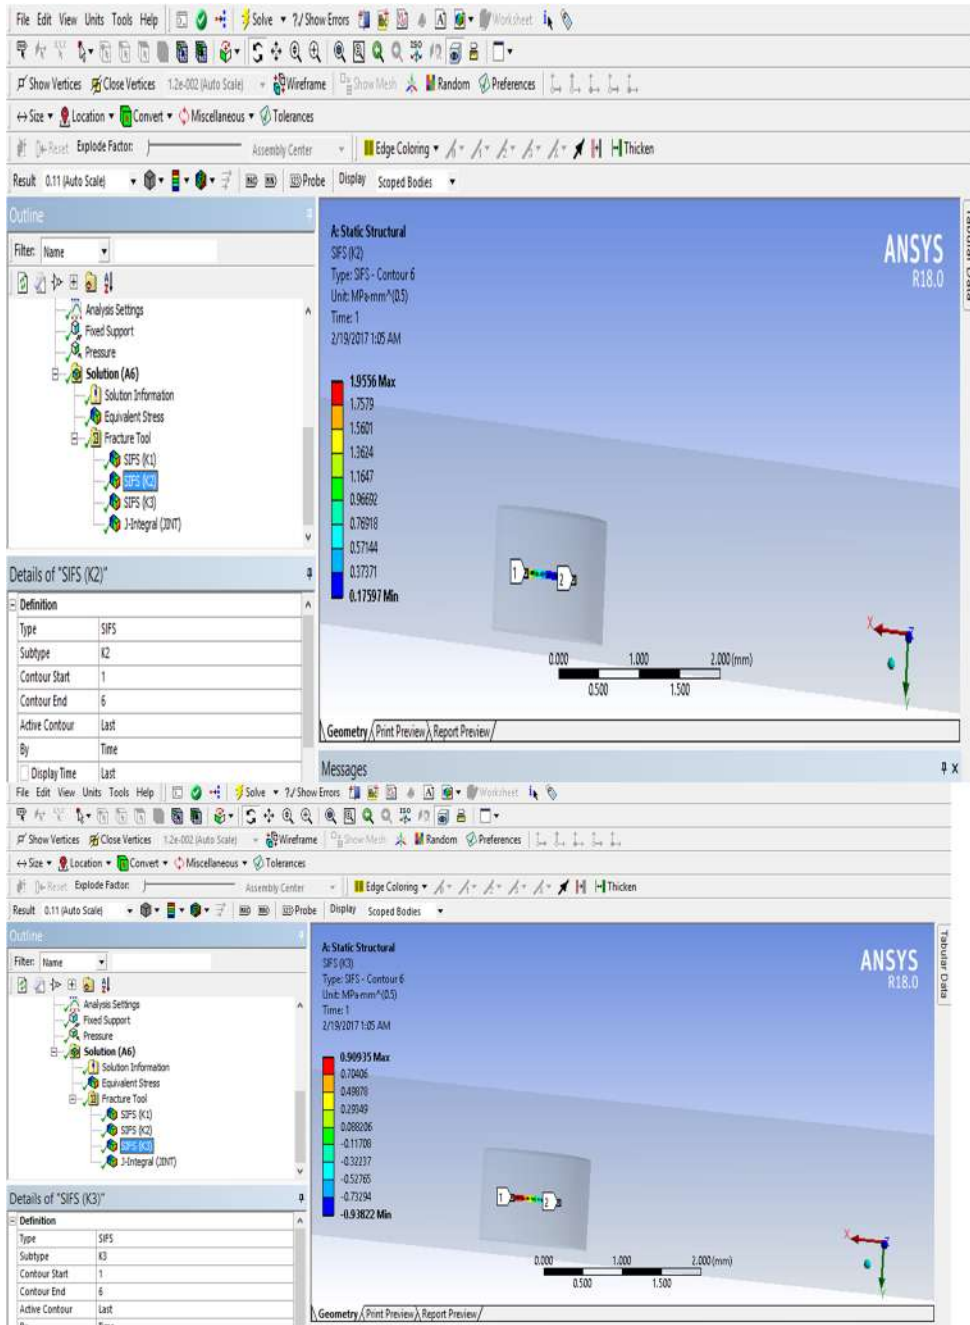 File Edit View Units Tools Help Solve ?/ Show Errors Worksheet
Show Vertices Close Vertices 1.2e-002 (Auto Scale) Wireframe Show Mesh Random Preferences
Size Location Convert Miscellaneous Tolerances
Reset Explode Factor: Assembly Center Edge Coloring Thicken
Result 0.11 (Auto Scale) Probe Display Scoped Bodies
Outline
Filter: Name
Analysis Settings
Fixed Support
Pressure
Solution (A6)
Solution Information
Equivalent Stress
Fracture Tool
SIFS (K1)
SIFS (K2)
SIFS (K3)
J-Integral (JINT)
Details of "SIFS (K2)"
Definition
Type SIFS
Subtype K2
Contour Start 1
Contour End 6
Active Contour Last
By Time
Display Time Last
A: Static Structural
SIFS (K2)
Type: SIFS - Contour 6
Unit: MPa·mm^(0.5)
Time: 1
2/19/2017 1:05 AM
1.9556 Max
1.7579
1.5601
1.3624
1.1647
0.96692
0.76918
0.57144
0.37371
0.17597 Min
ANSYS
R18.0
1
2
X
Y
0.000 1.000 2.000 (mm)
0.500 1.500
Geometry Print Preview Report Preview
Messages
Tabular Data
File Edit View Units Tools Help Solve ?/ Show Errors Worksheet
Show Vertices Close Vertices 1.2e-002 (Auto Scale) Wireframe Show Mesh Random Preferences
Size Location Convert Miscellaneous Tolerances
Reset Explode Factor: Assembly Center Edge Coloring Thicken
Result 0.11 (Auto Scale) Probe Display Scoped Bodies
Outline
Filter: Name
Analysis Settings
Fixed Support
Pressure
Solution (A6)
Solution Information
Equivalent Stress
Fracture Tool
SIFS (K1)
SIFS (K2)
SIFS (K3)
J-Integral (JINT)
Details of "SIFS (K3)"
Definition
Type SIFS
Subtype K3
Contour Start 1
Contour End 6
Active Contour Last
A: Static Structural
SIFS (K3)
Type: SIFS - Contour 6
Unit: MPa·mm^(0.5)
Time: 1
2/19/2017 1:05 AM
0.90935 Max
0.70406
0.49878
0.29349
0.088206
-0.11708
-0.32237
-0.52765
-0.73294
-0.93822 Min
ANSYS
R18.0
1
2
X
Y
0.000 1.000 2.000 (mm)
0.500 1.500
Geometry Print Preview Report Preview
Tabular Data